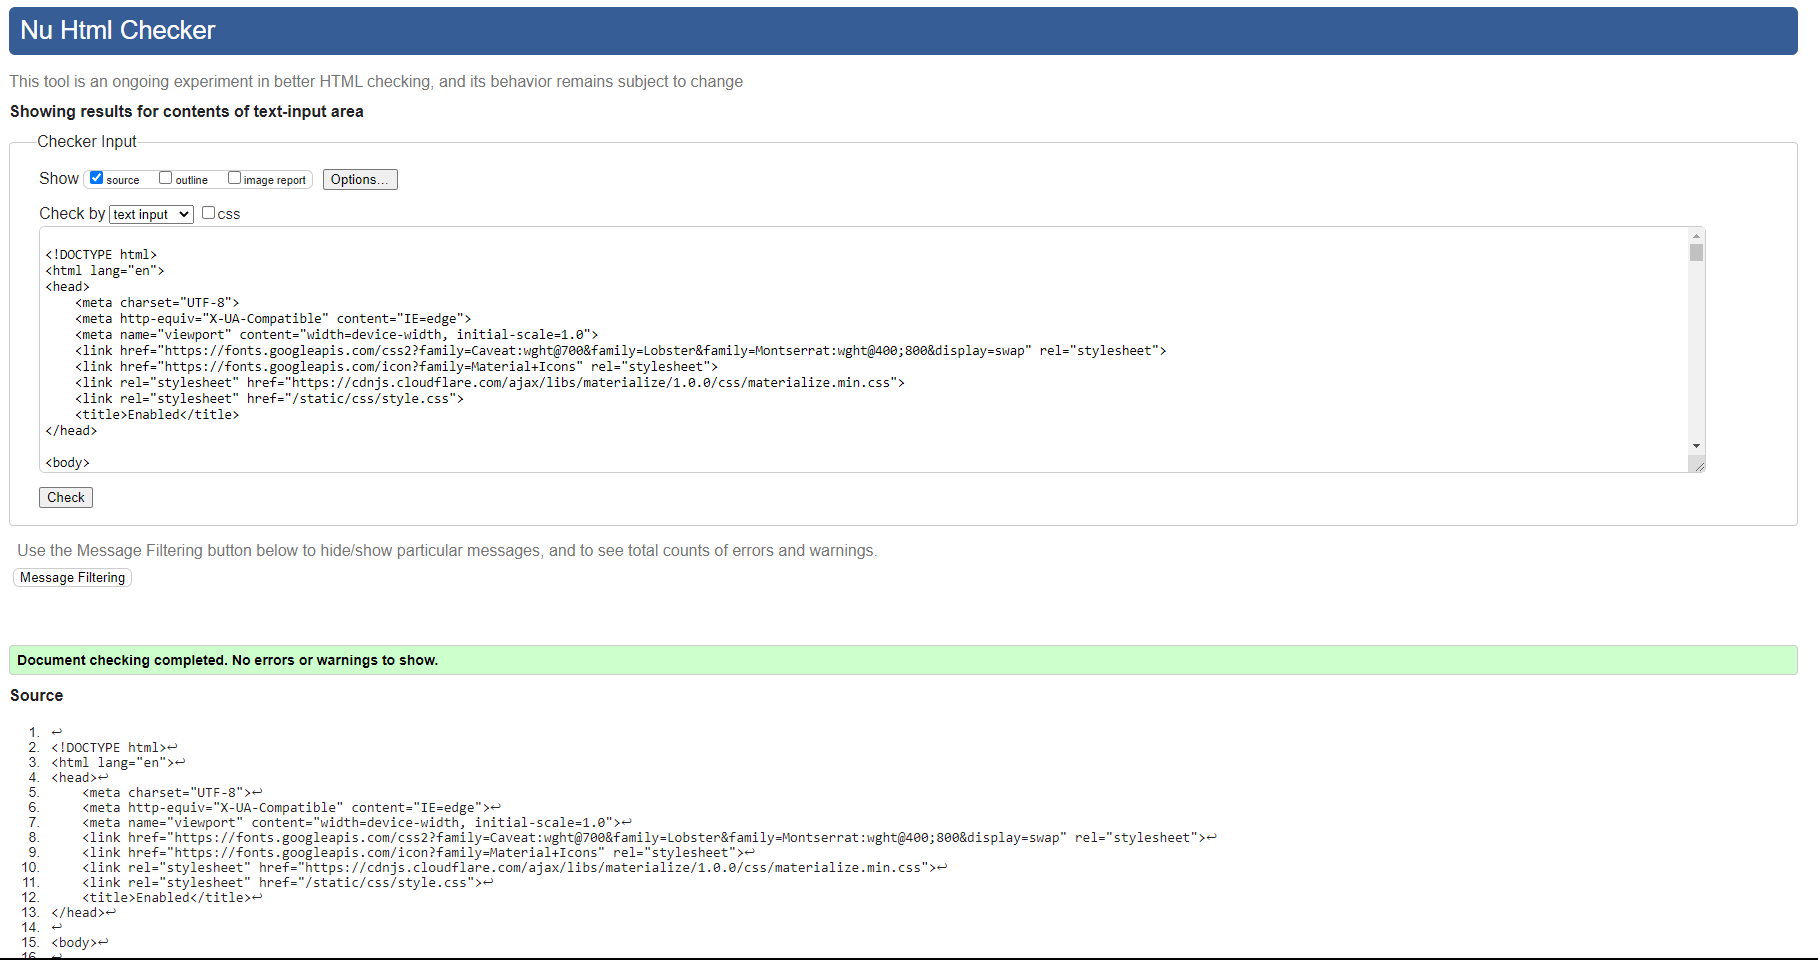 Nu Html Checker
This tool is an ongoing experiment in better HTML checking, and its behavior remains subject to change
Showing results for contents of text-input area
Checker Input
Show source outline image report Options...
Check by text input css
<!DOCTYPE html>
<html lang="en">
<head>
    <meta charset="UTF-8">
    <meta http-equiv="X-UA-Compatible" content="IE=edge">
    <meta name="viewport" content="width=device-width, initial-scale=1.0">
    <link href="https://fonts.googleapis.com/css2?family=Caveat:wght@700&family=Lobster&family=Montserrat:wght@400;800&display=swap" rel="stylesheet">
    <link href="https://fonts.googleapis.com/icon?family=Material+Icons" rel="stylesheet">
    <link rel="stylesheet" href="https://cdnjs.cloudflare.com/ajax/libs/materialize/1.0.0/css/materialize.min.css">
    <link rel="stylesheet" href="/static/css/style.css">
    <title>Enabled</title>
</head>
<body>
Check
Use the Message Filtering button below to hide/show particular messages, and to see total counts of errors and warnings.
Message Filtering
Document checking completed. No errors or warnings to show.
Source
1. ↩
2. <!DOCTYPE html>↩
3. <html lang="en">↩
4. <head>↩
5.     <meta charset="UTF-8">↩
6.     <meta http-equiv="X-UA-Compatible" content="IE=edge">↩
7.     <meta name="viewport" content="width=device-width, initial-scale=1.0">↩
8.     <link href="https://fonts.googleapis.com/css2?family=Caveat:wght@700&family=Lobster&family=Montserrat:wght@400;800&display=swap" rel="stylesheet">↩
9.     <link href="https://fonts.googleapis.com/icon?family=Material+Icons" rel="stylesheet">↩
10.     <link rel="stylesheet" href="https://cdnjs.cloudflare.com/ajax/libs/materialize/1.0.0/css/materialize.min.css">↩
11.     <link rel="stylesheet" href="/static/css/style.css">↩
12.     <title>Enabled</title>↩
13. </head>↩
14. ↩
15. <body>↩
16. ↩